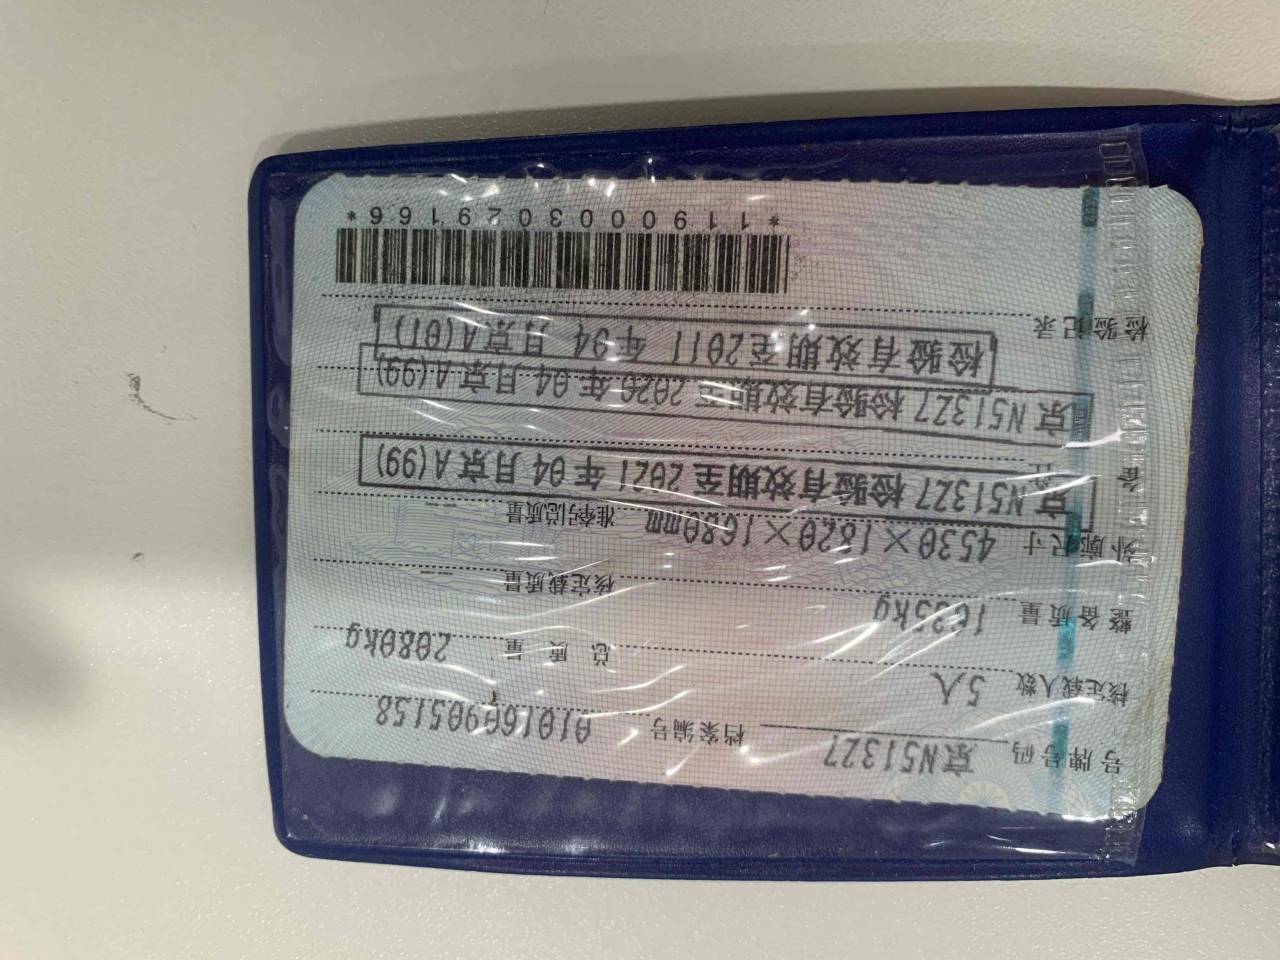 号牌号码 京N513Z7 档案编号 010160905158
核定载人数 5人 总质量 2080kg
整备质量 1635kg 核定载质量 --
外廓尺寸 4530×1820×1680mm 准牵引总质量 --
京N513Z7 检验有效期至2021年04月京A(99)
备注
京N513Z7 检验有效期至2020年04月京A(99)
检验有效期至2011年04月京A(01)
检验记录
*1190003029166*